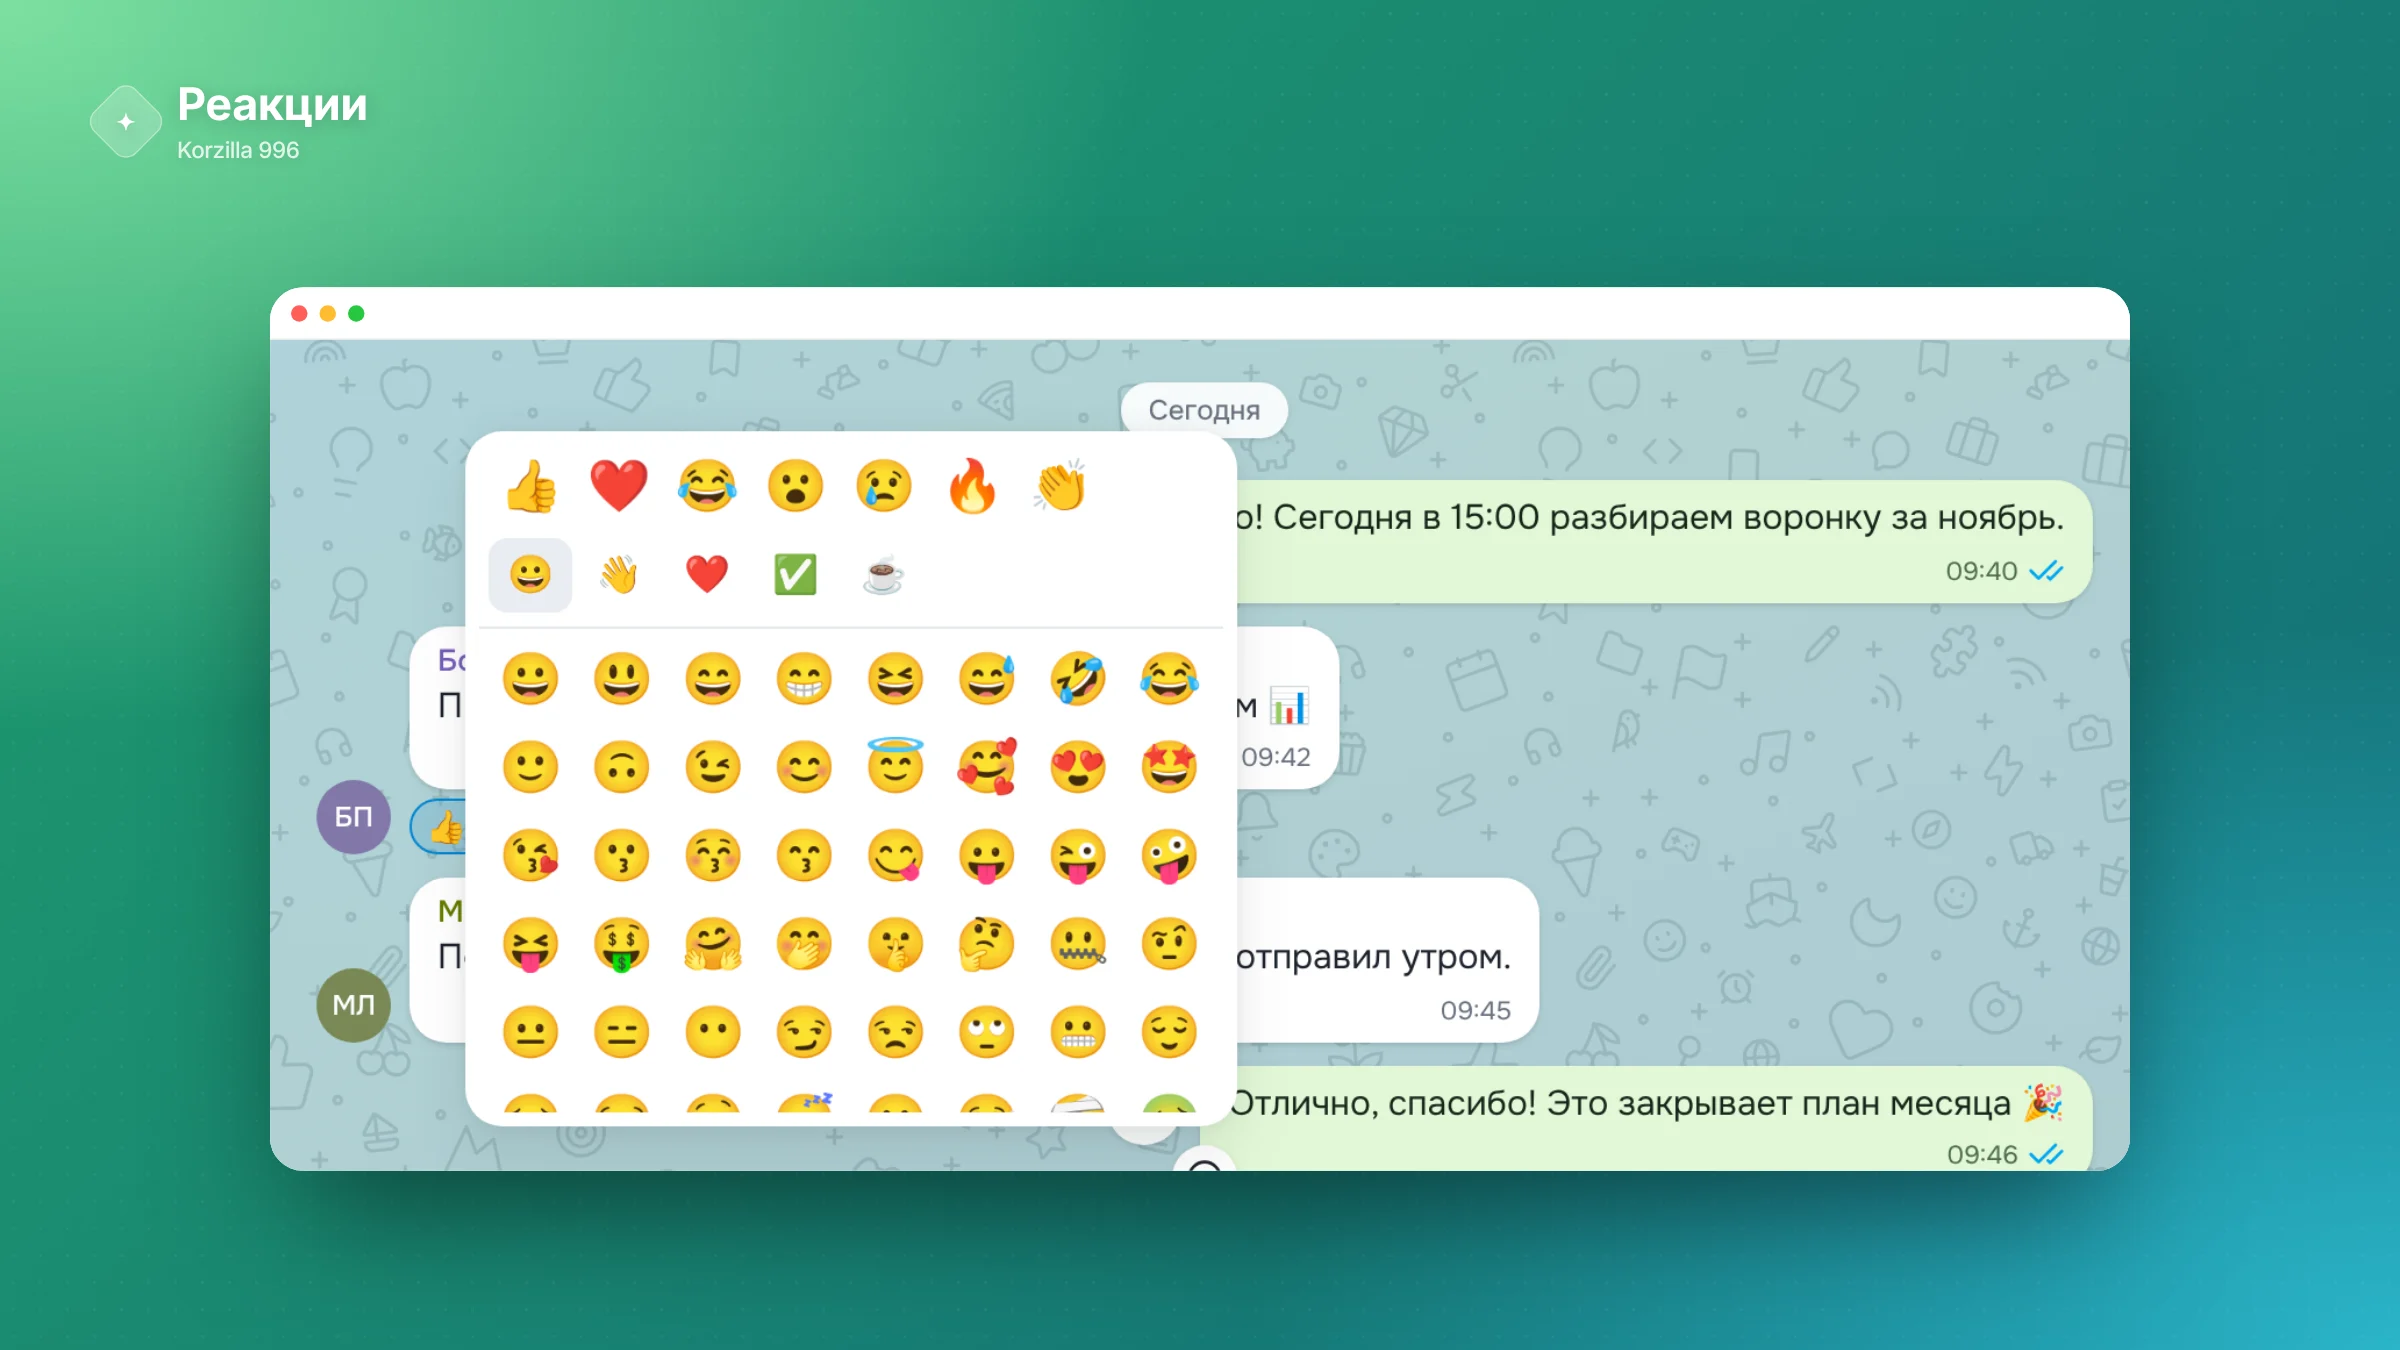 Реакции
Korzilla 996
Сегодня
о! Сегодня в 15:00 разбираем воронку за ноябрь.
09:40
м
09:42
БП
отправил утром.
09:45
МЛ
Отлично, спасибо! Это закрывает план месяца
09:46